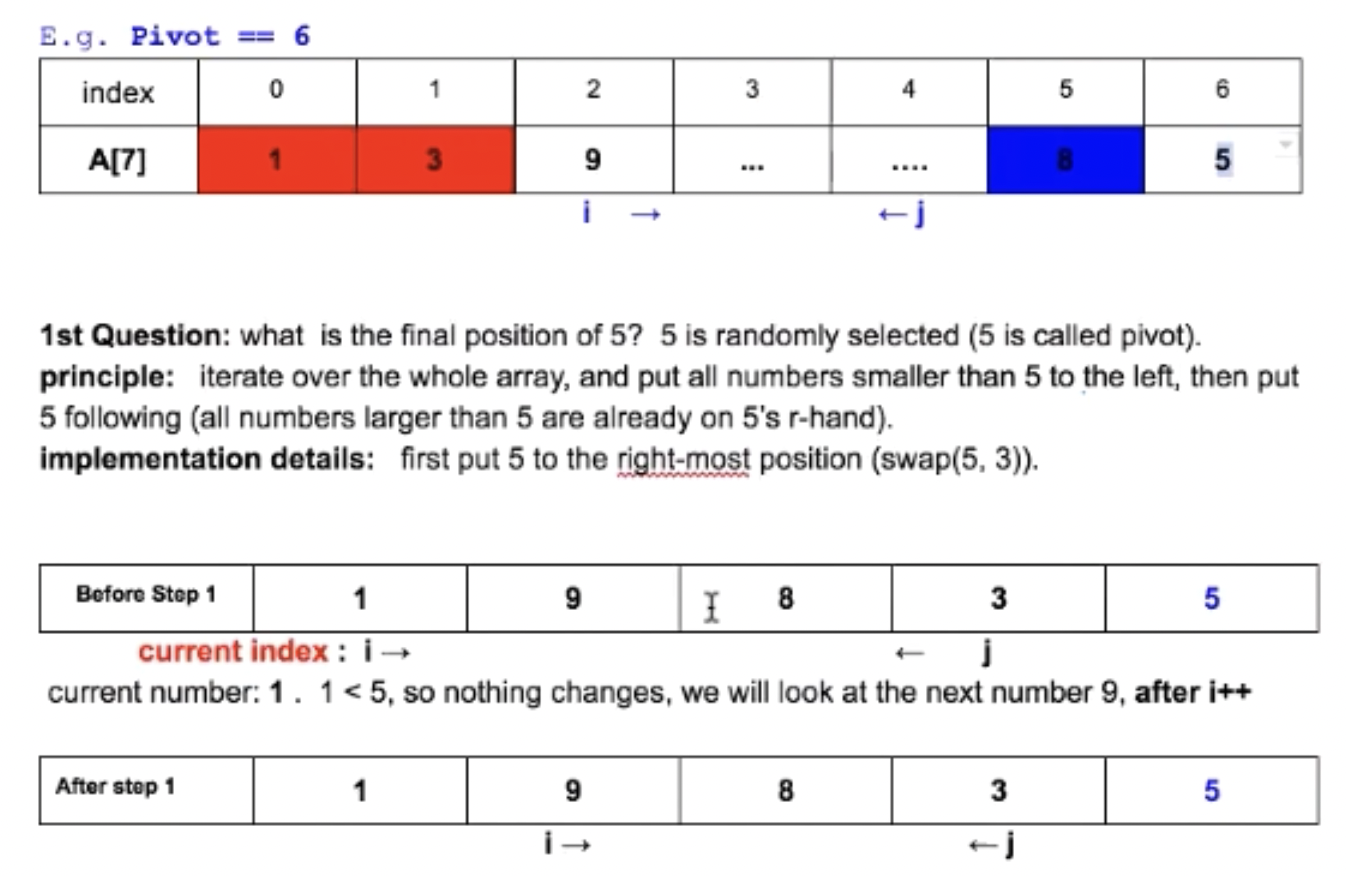 E.g. Pivot == 6
index 0 1 2 3 4 5 6
A[7] 1 3 9 ... .... 8 5
i → ← j
1st Question: what is the final position of 5? 5 is randomly selected (5 is called pivot).
principle: iterate over the whole array, and put all numbers smaller than 5 to the left, then put
5 following (all numbers larger than 5 are already on 5's r-hand).
implementation details: first put 5 to the right-most position (swap(5, 3)).
Before Step 1 1 9 8 3 5
current index : i → ← j
current number: 1 . 1 < 5, so nothing changes, we will look at the next number 9, after i++
After step 1 1 9 8 3 5
i → ← j